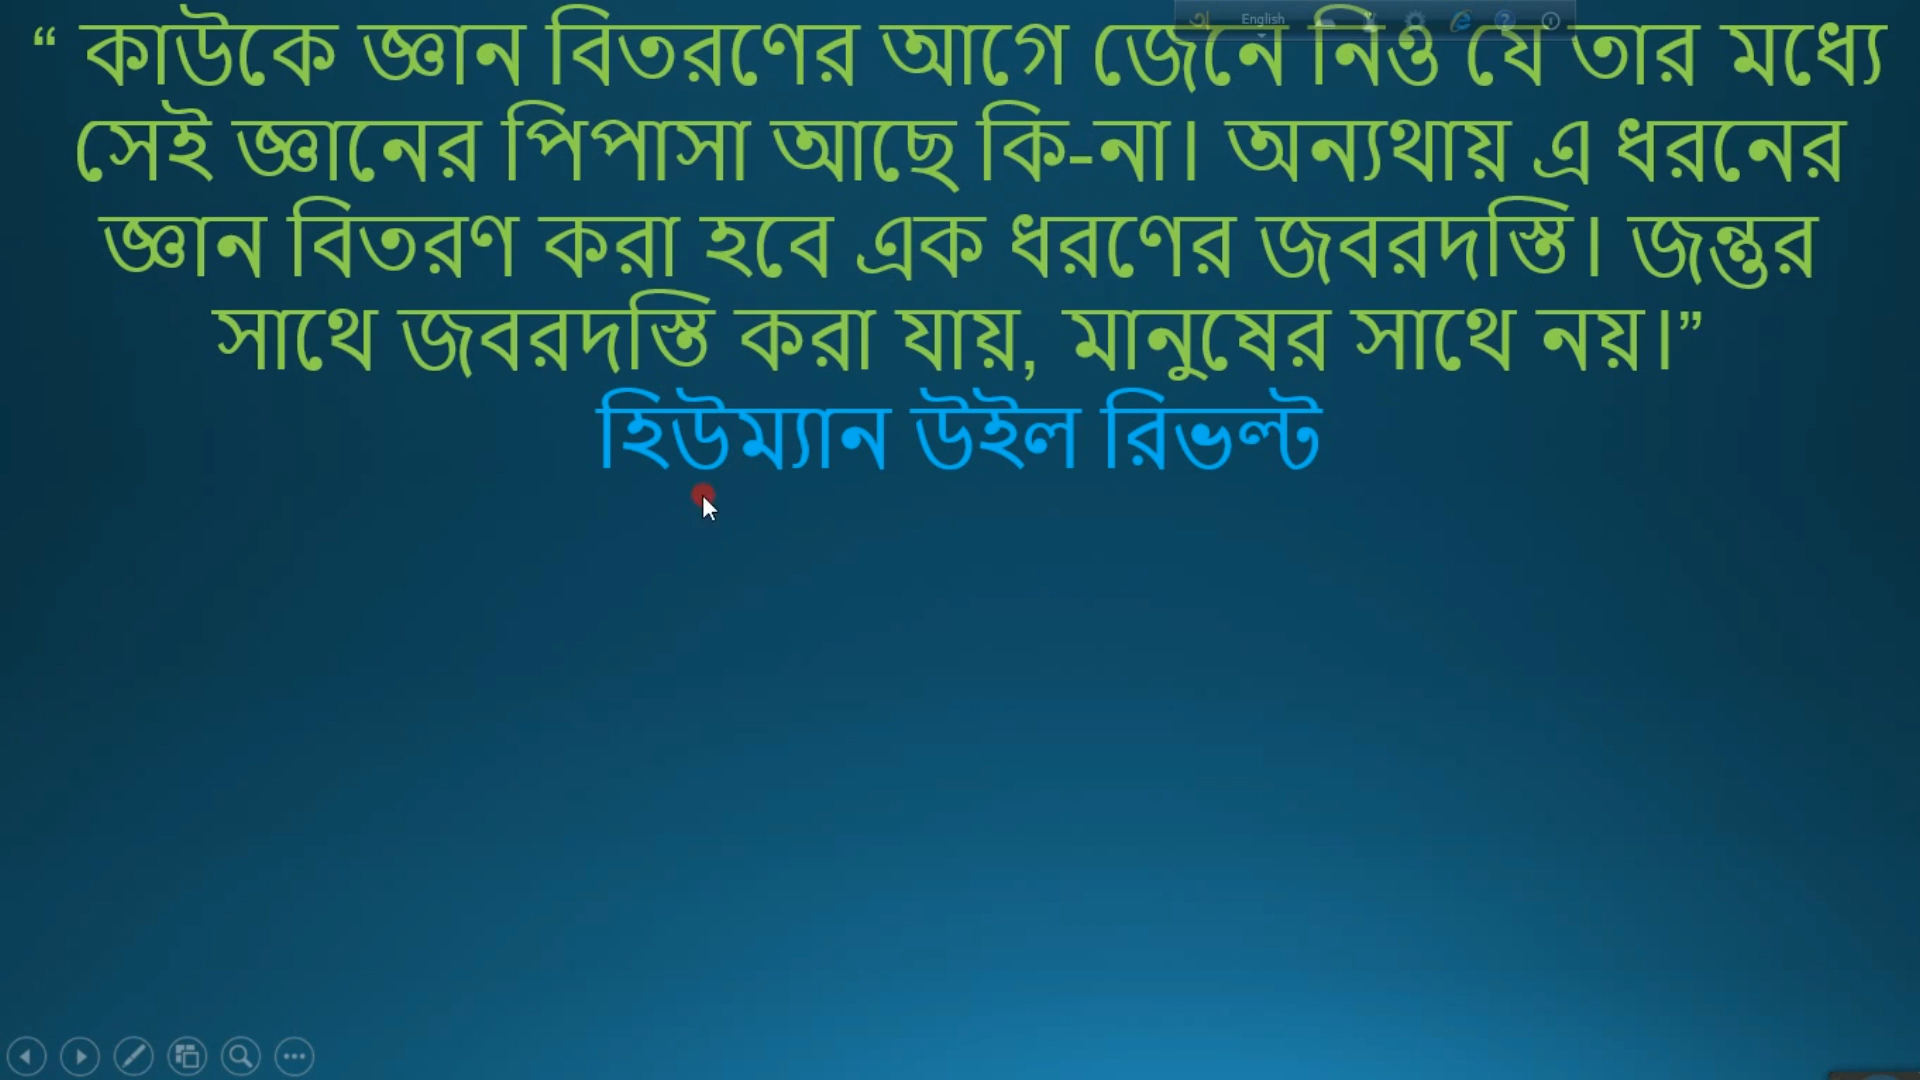 English
“ কাউকে জ্ঞান বিতরণের আগে জেনে নিও যে তার মধ্যে
সেই জ্ঞানের পিপাসা আছে কি-না। অন্যথায় এ ধরনের
জ্ঞান বিতরণ করা হবে এক ধরণের জবরদস্তি। জন্তুর
সাথে জবরদস্তি করা যায়, মানুষের সাথে নয়।”
হিউম্যান উইল রিভল্ট